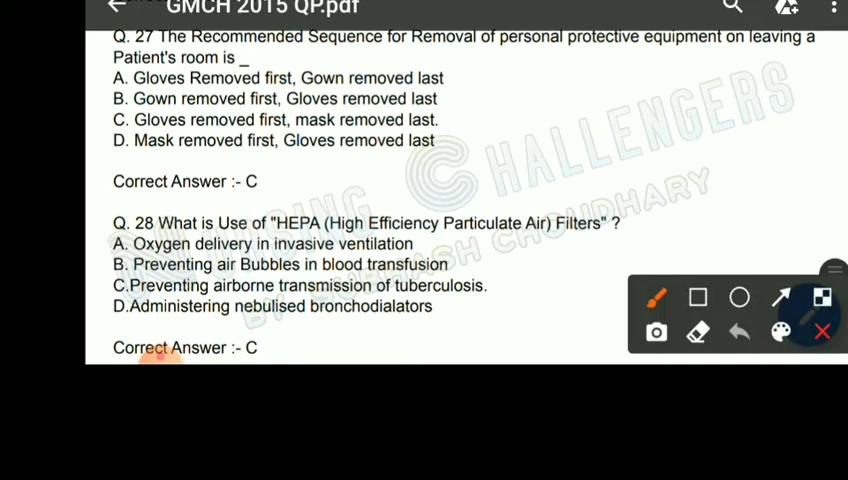 GMCH 2015 QP.pdf
Q. 27 The Recommended Sequence for Removal of personal protective equipment on leaving a
Patient's room is _
A. Gloves Removed first, Gown removed last
B. Gown removed first, Gloves removed last
C. Gloves removed first, mask removed last.
D. Mask removed first, Gloves removed last
Correct Answer :- C
Q. 28 What is Use of "HEPA (High Efficiency Particulate Air) Filters" ?
A. Oxygen delivery in invasive ventilation
B. Preventing air Bubbles in blood transfusion
C.Preventing airborne transmission of tuberculosis.
D.Administering nebulised bronchodialators
Correct Answer :- C
NURSING CHALLENGERS
BY SUBHASH CHOUDHARY